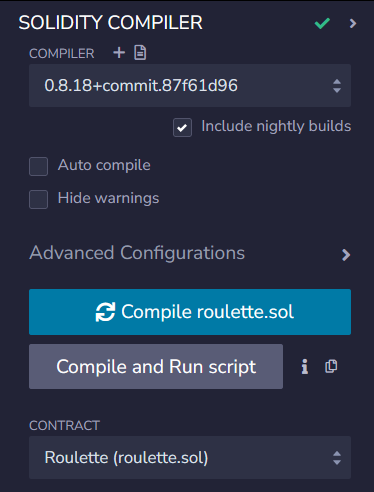 SOLIDITY COMPILER
COMPILER
0.8.18+commit.87f61d96
Include nightly builds
Auto compile
Hide warnings
Advanced Configurations
Compile roulette.sol
Compile and Run script
CONTRACT
Roulette (roulette.sol)